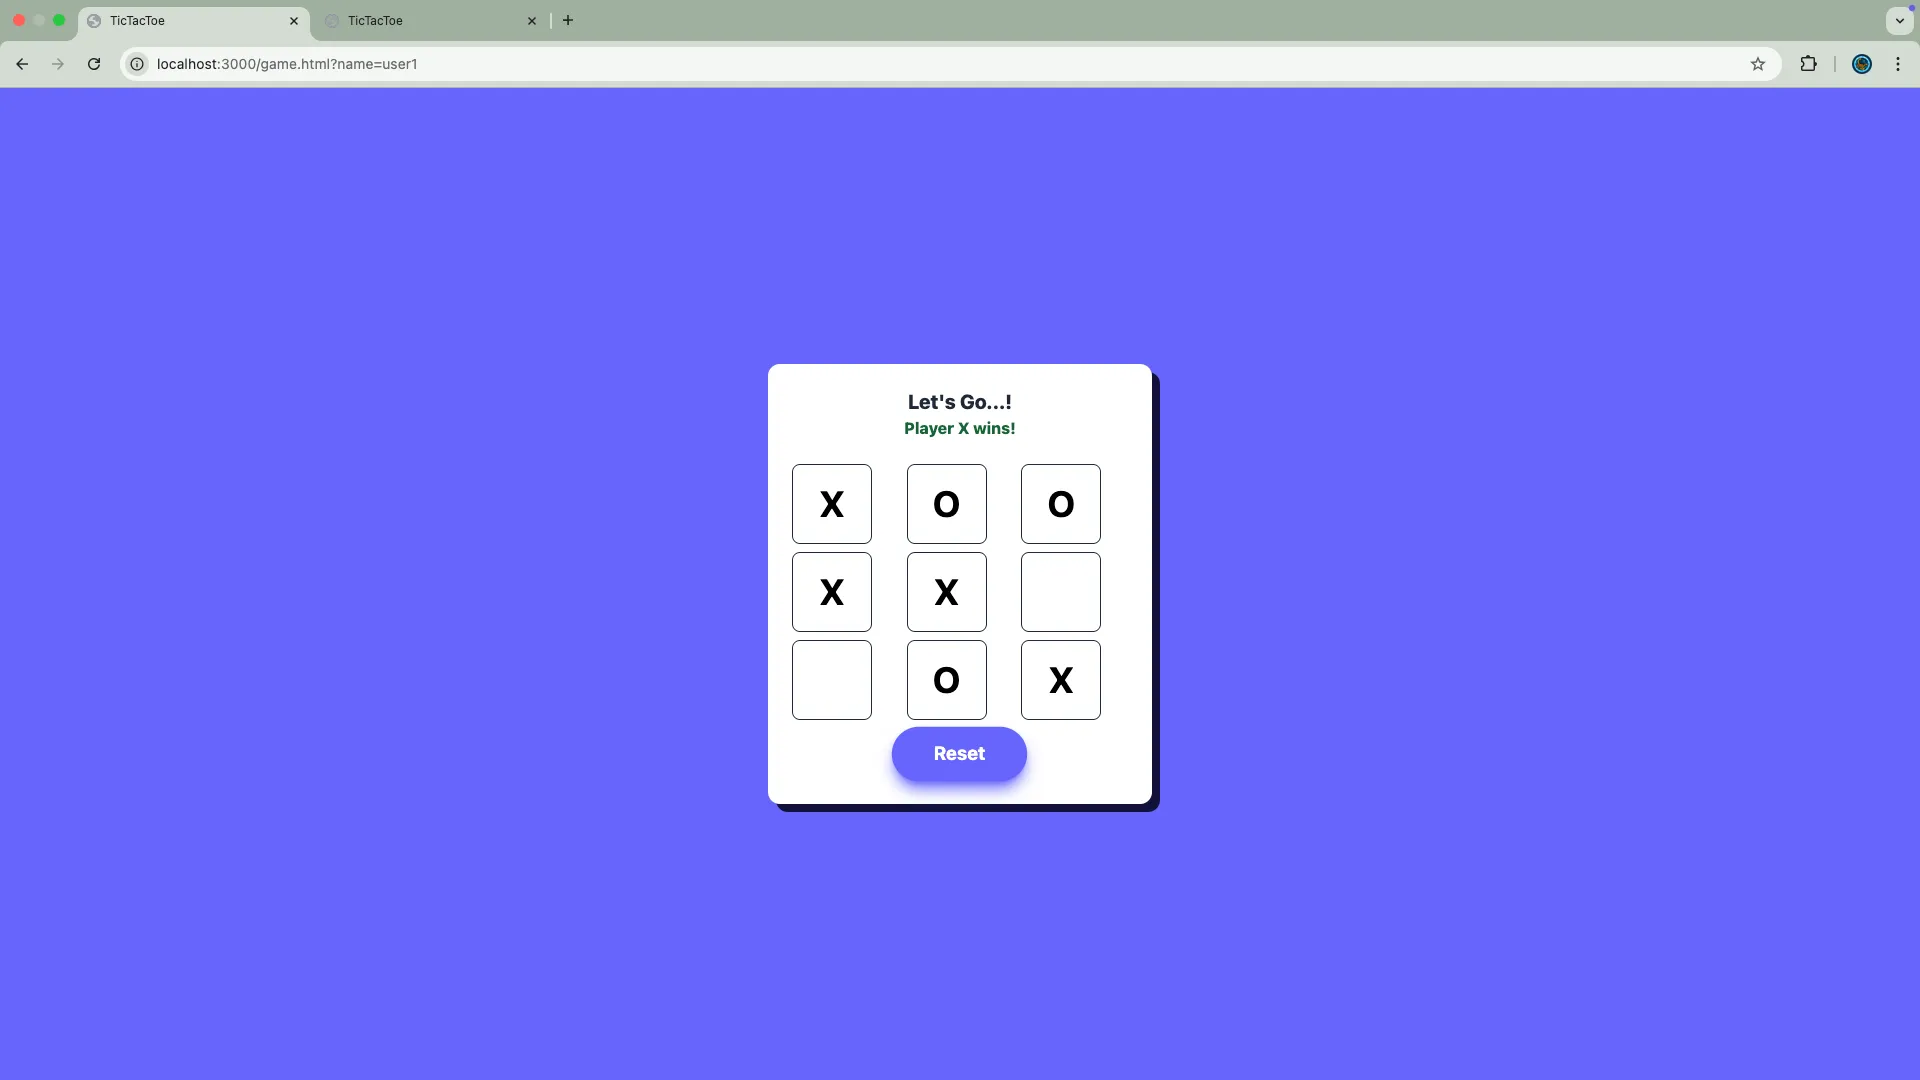 TicTacToe
TicTacToe
localhost:3000/game.html?name=user1
Let's Go...!
Player X wins!
X O O
X X
O X
Reset